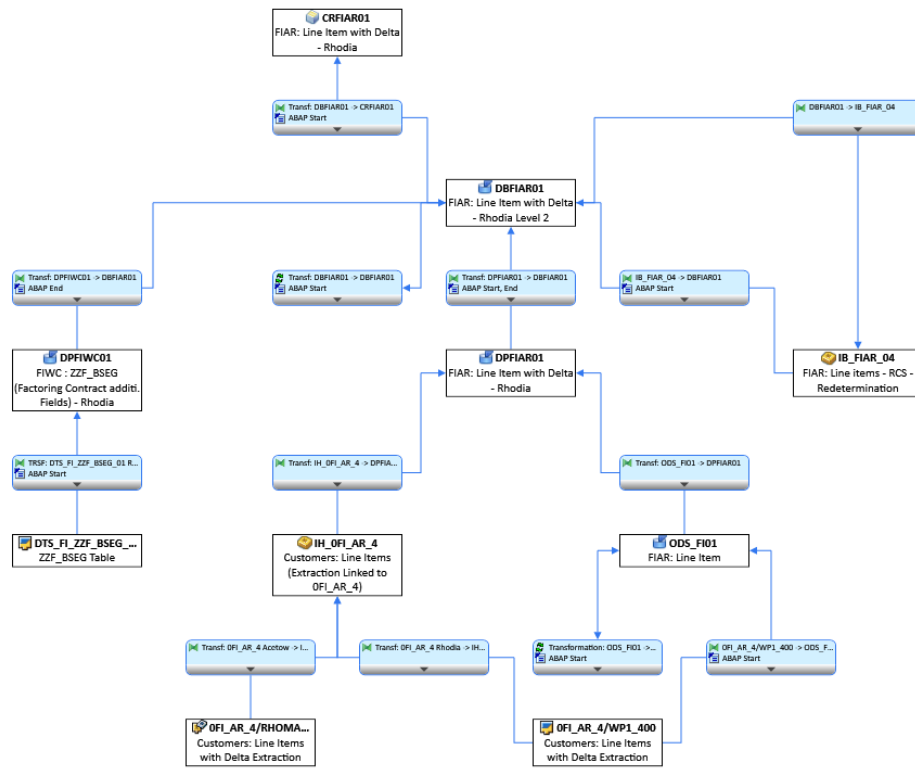 CRFIAR01
FIAR: Line Item with Delta
- Rhodia
Transf: DBFIAR01 -> CRFIAR01
ABAP Start
DBFIAR01 -> IB_FIAR_04
DBFIAR01
FIAR: Line Item with Delta
- Rhodia Level 2
Transf: DPFIWC01 -> DBFIAR01
ABAP End
Transf: DBFIAR01 -> DBFIAR01
ABAP Start
Transf: DPFIAR01 -> DBFIAR01
ABAP Start, End
IB_FIAR_04 -> DBFIAR01
ABAP Start
DPFIWC01
FIWC : ZZF_BSEG
(Factoring Contract additi.
Fields) - Rhodia
DPFIAR01
FIAR: Line Item with Delta
- Rhodia
IB_FIAR_04
FIAR: Line items - RCS -
Redetermination
TRSF: DTS_FI_ZZF_BSEG_01 R...
ABAP Start
Transf: IH_0FI_AR_4 -> DPFIA...
Transf: ODS_FI01 -> DPFIAR01
DTS_FI_ZZF_BSEG_...
ZZF_BSEG Table
IH_0FI_AR_4
Customers: Line Items
(Extraction Linked to
0FI_AR_4)
ODS_FI01
FIAR: Line Item
Transf: 0FI_AR_4 Acetow -> I...
Transf: 0FI_AR_4 Rhodia -> IH...
Transformation: ODS_FI01 ->...
ABAP Start
0FI_AR_4/WP1_400 -> ODS_F...
ABAP Start
0FI_AR_4/RHOMA...
Customers: Line Items
with Delta Extraction
0FI_AR_4/WP1_400
Customers: Line Items
with Delta Extraction